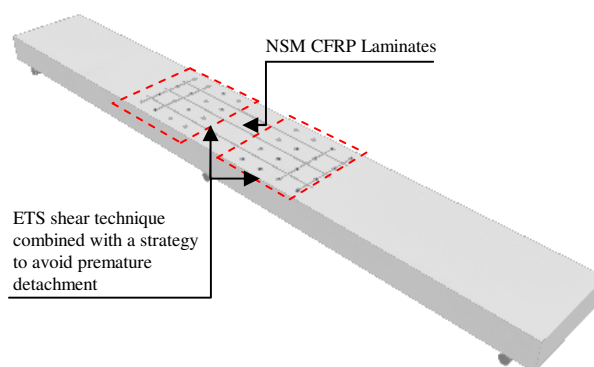 NSM CFRP Laminates
ETS shear technique
combined with a strategy
to avoid premature
detachment